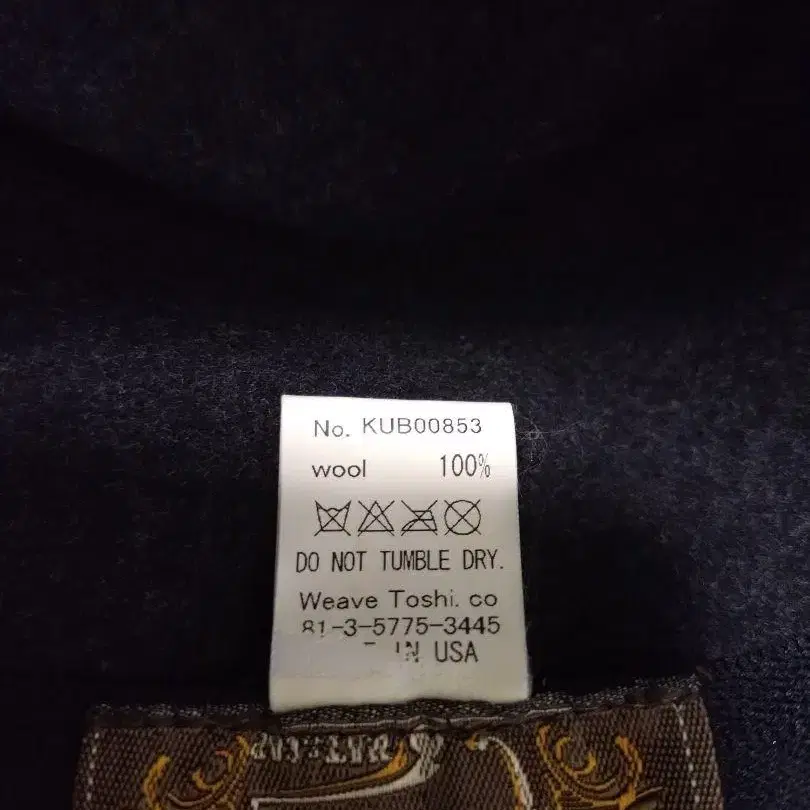 No. KUB00853
wool 100%
DO NOT TUMBLE DRY.
Weave Toshi. co
81-3-5775-3445
IN USA